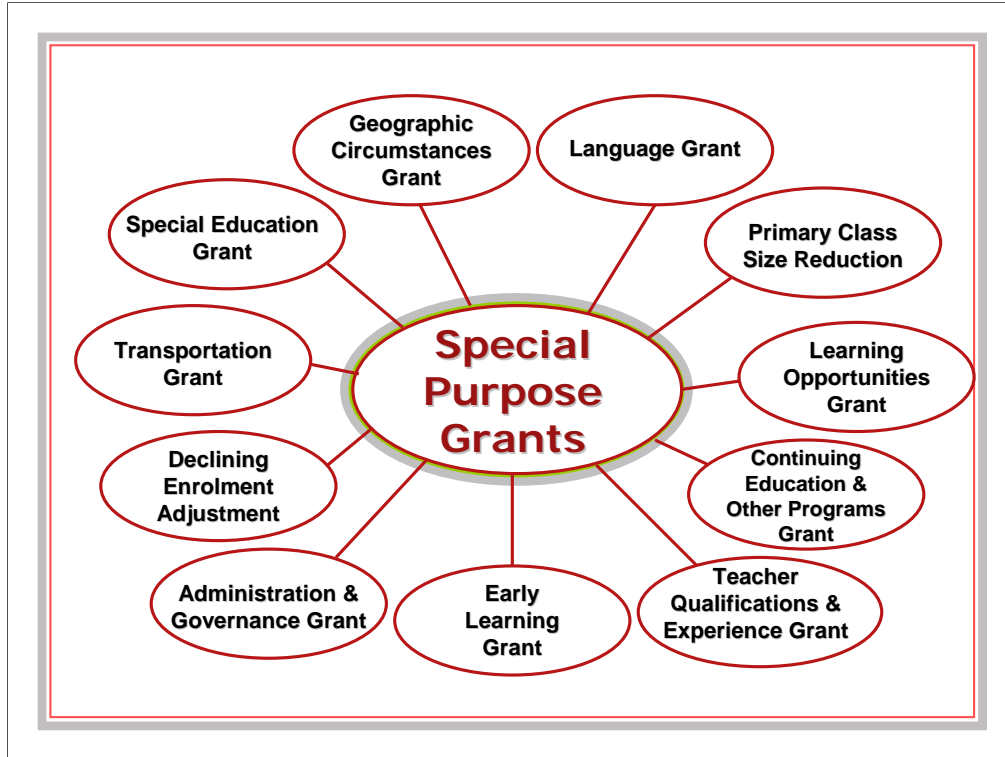 Geographic
Circumstances
Grant
Language Grant
Special Education
Grant
Primary Class
Size Reduction
Special
Purpose
Grants
Transportation
Grant
Learning
Opportunities
Grant
Declining
Enrolment
Adjustment
Continuing
Education &
Other Programs
Grant
Administration &
Governance Grant
Early
Learning
Grant
Teacher
Qualifications &
Experience Grant